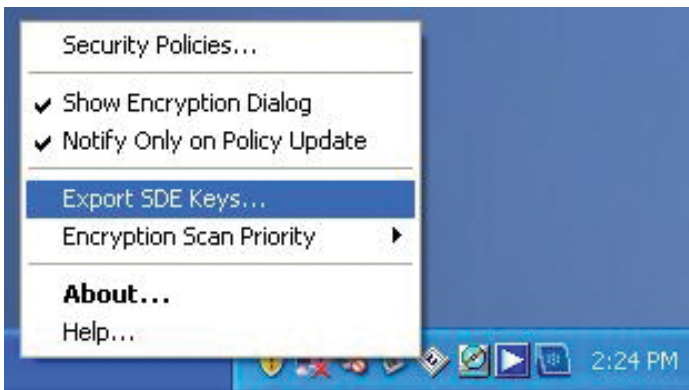 Security Policies...
Show Encryption Dialog
Notify Only on Policy Update
Export SDE Keys...
Encryption Scan Priority
About...
Help...
2:24 PM